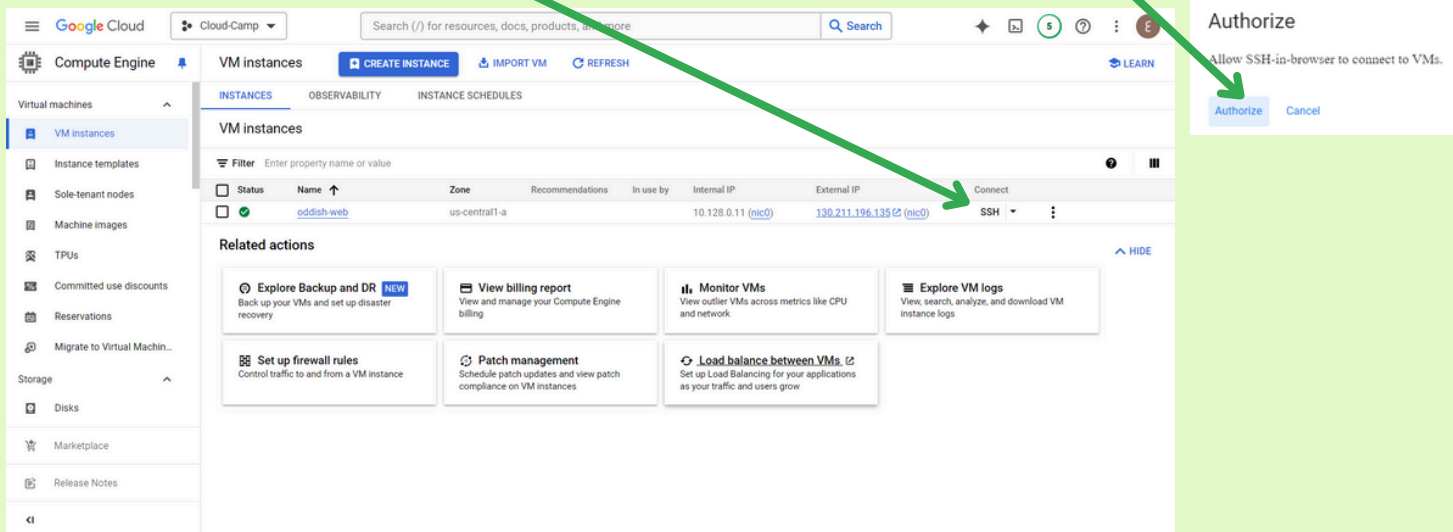 Google Cloud
Cloud-Camp
Search (/) for resources, docs, products, and more
Search
5
Compute Engine
VM instances
CREATE INSTANCE
IMPORT VM
REFRESH
LEARN
Virtual machines
VM instances
Instance templates
Sole-tenant nodes
Machine images
TPUs
Committed use discounts
Reservations
Migrate to Virtual Machin...
Storage
Disks
Marketplace
Release Notes
INSTANCES OBSERVABILITY INSTANCE SCHEDULES
VM instances
Filter Enter property name or value
Status Name Zone Recommendations In use by Internal IP External IP Connect
oddish-web us-central1-a 10.128.0.11 (nic0) 130.211.196.135 (nic0) SSH
Related actions
HIDE
Explore Backup and DR NEW
Back up your VMs and set up disaster
recovery
View billing report
View and manage your Compute Engine
billing
Monitor VMs
View outlier VMs across metrics like CPU
and network
Explore VM logs
View, search, analyze, and download VM
instance logs
Set up firewall rules
Control traffic to and from a VM instance
Patch management
Schedule patch updates and view patch
compliance on VM instances
Load balance between VMs
Set up Load Balancing for your applications
as your traffic and users grow
Authorize
Allow SSH-in-browser to connect to VMs.
Authorize Cancel